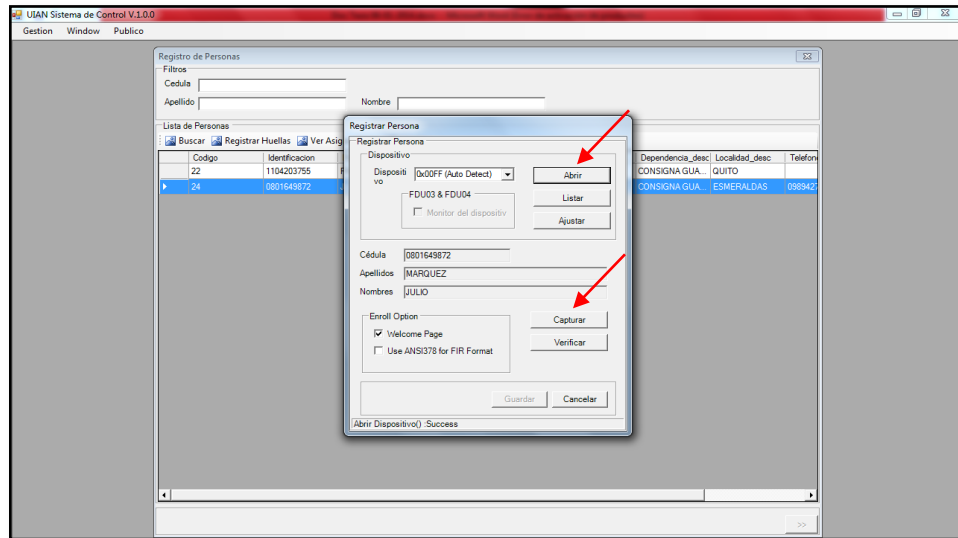 UIAN Sistema de Control V.1.0.0
Gestion Window Publico
Registro de Personas
Filtros
Cedula
Apellido Nombre
Lista de Personas
Buscar Registrar Huellas Ver Asig
Codigo Identificacion Dependencia_desc Localidad_desc Telefon
22 1104203755 CONSIGNA GUA... QUITO
24 0801649872 CONSIGNA GUA... ESMERALDAS 0989427
Registrar Persona
Registrar Persona
Dispositivo
Dispositi
vo
0x00FF (Auto Detect) Abrir
FDU03 & FDU04 Listar
Monitor del dispositiv
Ajustar
Cédula 0801649872
Apellidos MARQUEZ
Nombres JULIO
Enroll Option
Capturar
Welcome Page
Verificar
Use ANSI378 for FIR Format
Guardar Cancelar
Abrir Dispositivo() :Success
>>